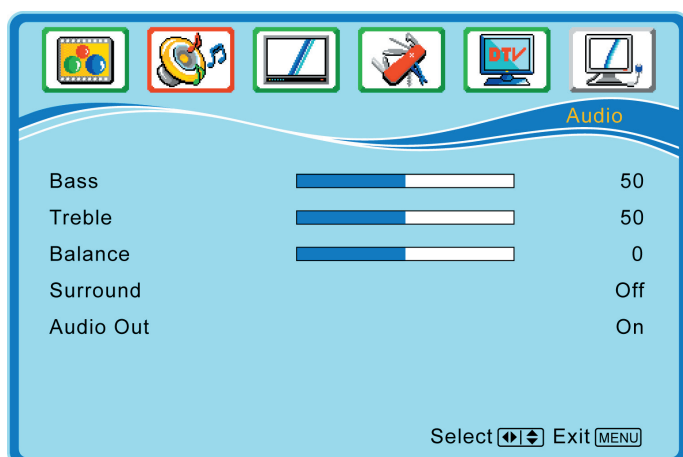 DTV
Audio
Bass 50
Treble 50
Balance 0
Surround Off
Audio Out On
Select Exit MENU